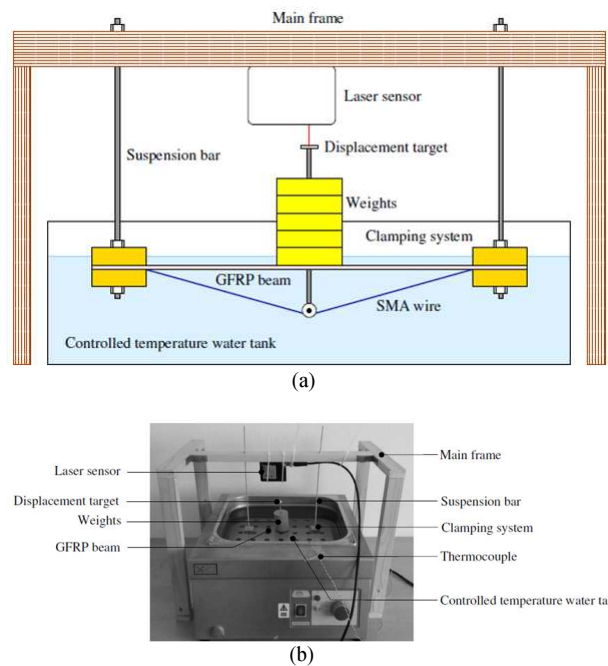 Main frame
Laser sensor
Displacement target
Suspension bar
Weights
Clamping system
GFRP beam
SMA wire
Controlled temperature water tank
(a)
Laser sensor
Main frame
Displacement target
Suspension bar
Weights
Clamping system
GFRP beam
Thermocouple
Controlled temperature water ta
(b)